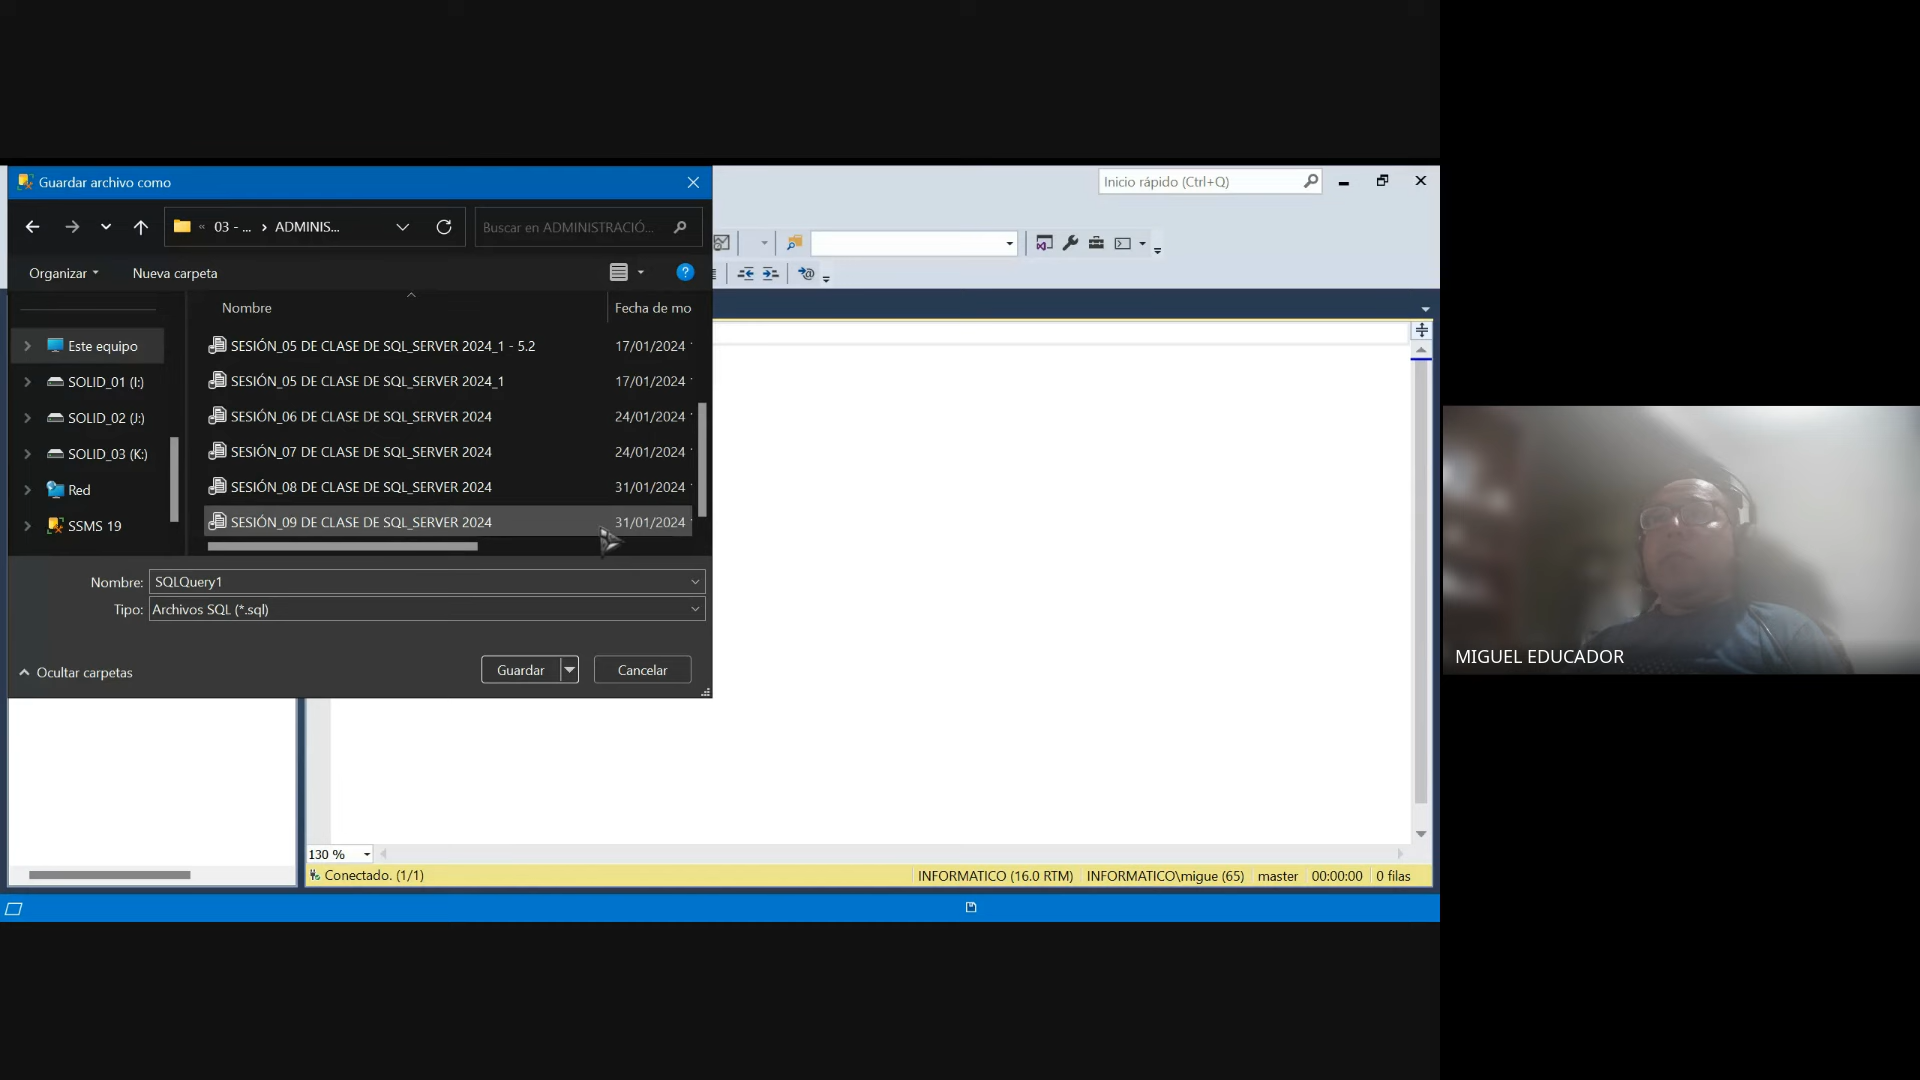 Guardar archivo como
Inicio rápido (Ctrl+Q)
« 03 - ... › ADMINIS...
Buscar en ADMINISTRACIÓ...
Organizar
Nueva carpeta
Nombre
Fecha de mo
Este equipo
SOLID_01 (I:)
SOLID_02 (J:)
SOLID_03 (K:)
Red
SSMS 19
SESIÓN_05 DE CLASE DE SQL_SERVER 2024_1 - 5.2 17/01/2024
SESIÓN_05 DE CLASE DE SQL_SERVER 2024_1 17/01/2024
SESIÓN_06 DE CLASE DE SQL_SERVER 2024 24/01/2024
SESIÓN_07 DE CLASE DE SQL_SERVER 2024 24/01/2024
SESIÓN_08 DE CLASE DE SQL_SERVER 2024 31/01/2024
SESIÓN_09 DE CLASE DE SQL_SERVER 2024 31/01/2024
Nombre: SQLQuery1
Tipo: Archivos SQL (*.sql)
Ocultar carpetas
Guardar
Cancelar
130 %
Conectado. (1/1)
INFORMATICO (16.0 RTM)
INFORMATICO\migue (65)
master
00:00:00
0 filas
MIGUEL EDUCADOR